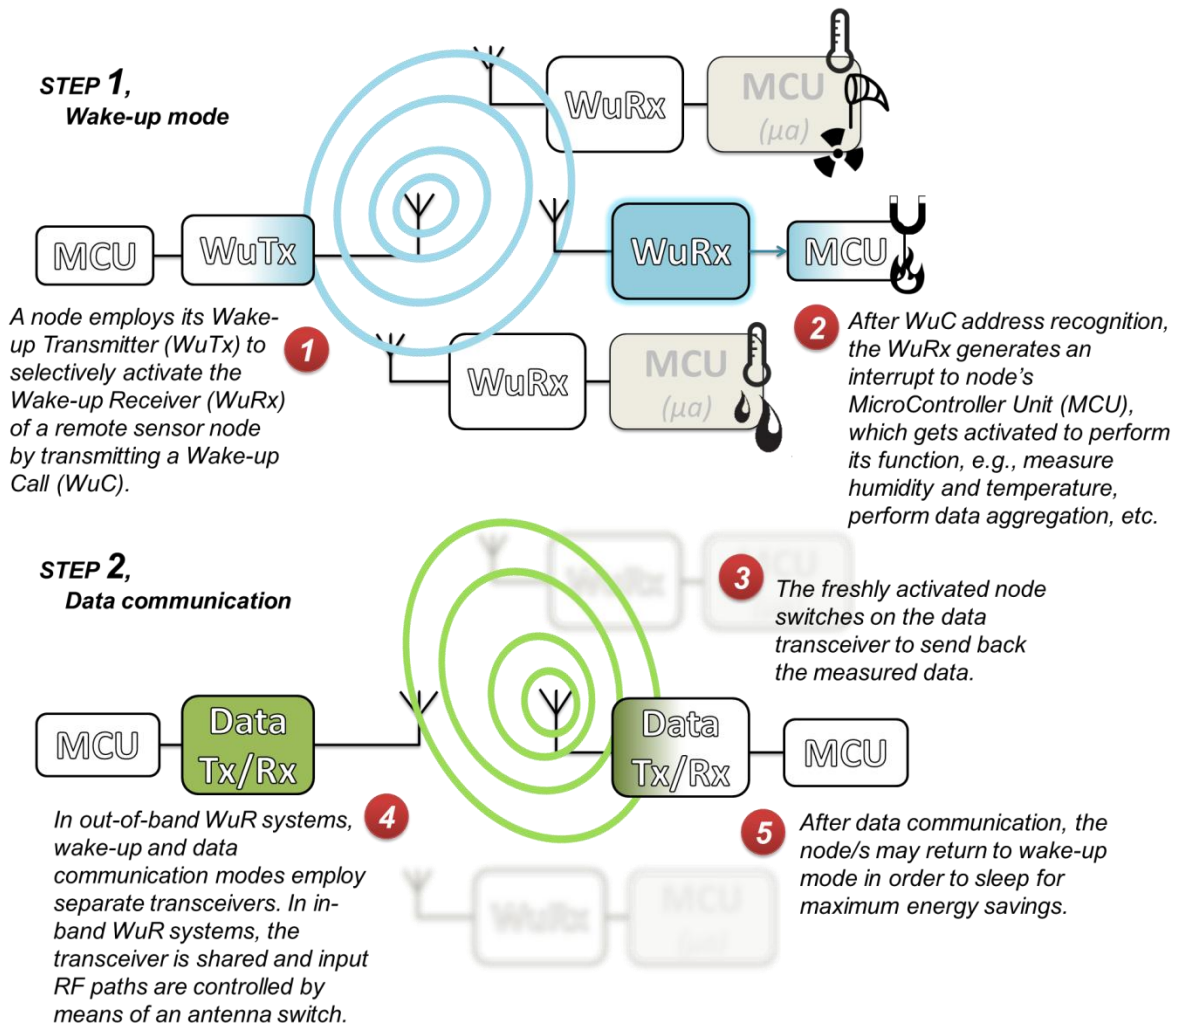 STEP 1,
Wake-up mode
WuRx
MCU
(µa)
MCU
WuTx
WuRx
MCU
A node employs its Wake-
up Transmitter (WuTx) to
selectively activate the
Wake-up Receiver (WuRx)
of a remote sensor node
by transmitting a Wake-up
Call (WuC).
1
WuRx
MCU
(µa)
2
After WuC address recognition,
the WuRx generates an
interrupt to node's
MicroController Unit (MCU),
which gets activated to perform
its function, e.g., measure
humidity and temperature,
perform data aggregation, etc.
STEP 2,
Data communication
WuRx
MCU
3
The freshly activated node
switches on the data
transceiver to send back
the measured data.
MCU
Data
Tx/Rx
Data
Tx/Rx
MCU
In out-of-band WuR systems,
wake-up and data
communication modes employ
separate transceivers. In in-
band WuR systems, the
transceiver is shared and input
RF paths are controlled by
means of an antenna switch.
4
5
After data communication, the
node/s may return to wake-up
mode in order to sleep for
maximum energy savings.
WuRx
MCU
(µa)